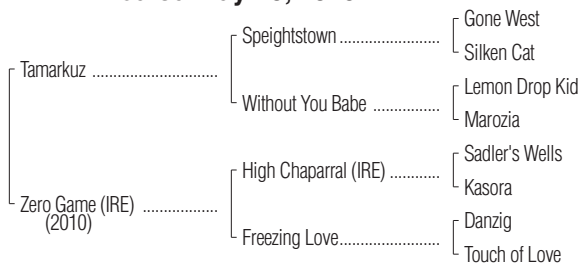 Speightstown
Gone West
Silken Cat
Tamarkuz
Without You Babe
Lemon Drop Kid
Marozia
High Chaparral (IRE)
Sadler's Wells
Kasora
Zero Game (IRE)
(2010)
Freezing Love
Danzig
Touch of Love